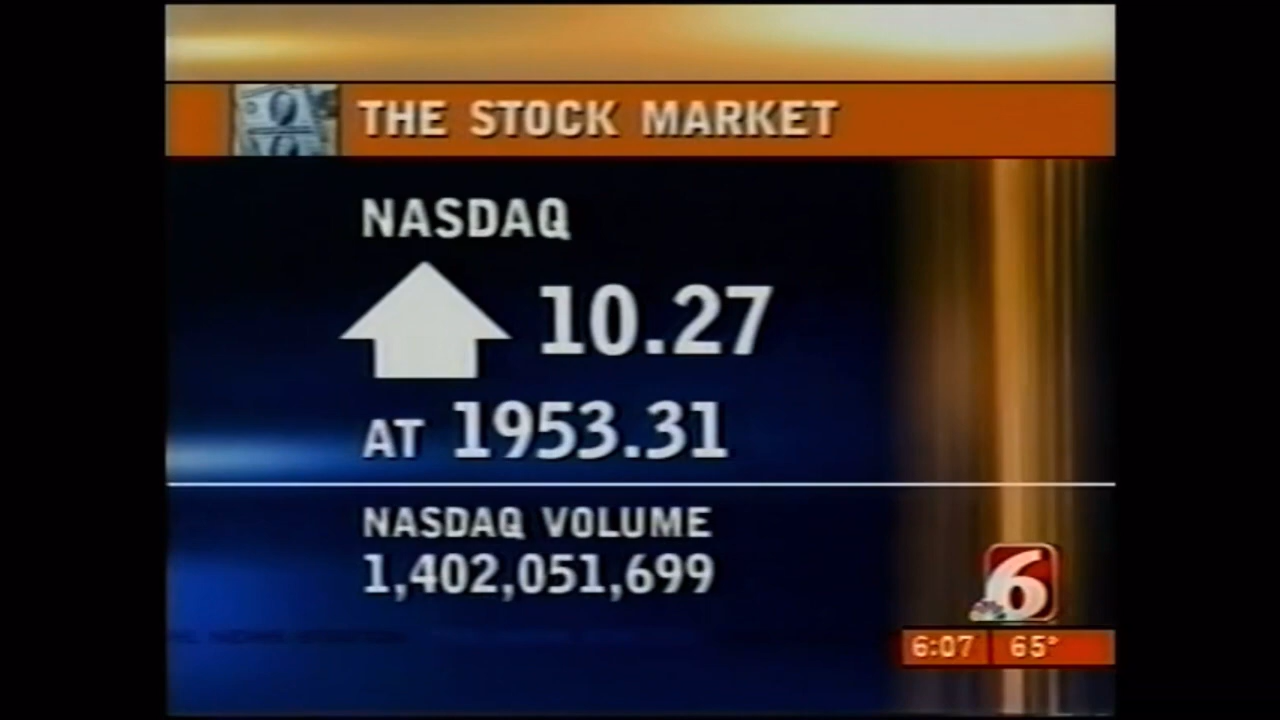 THE STOCK MARKET
NASDAQ
10.27
AT 1953.31
NASDAQ VOLUME
1,402,051,699
6
6:07 65°